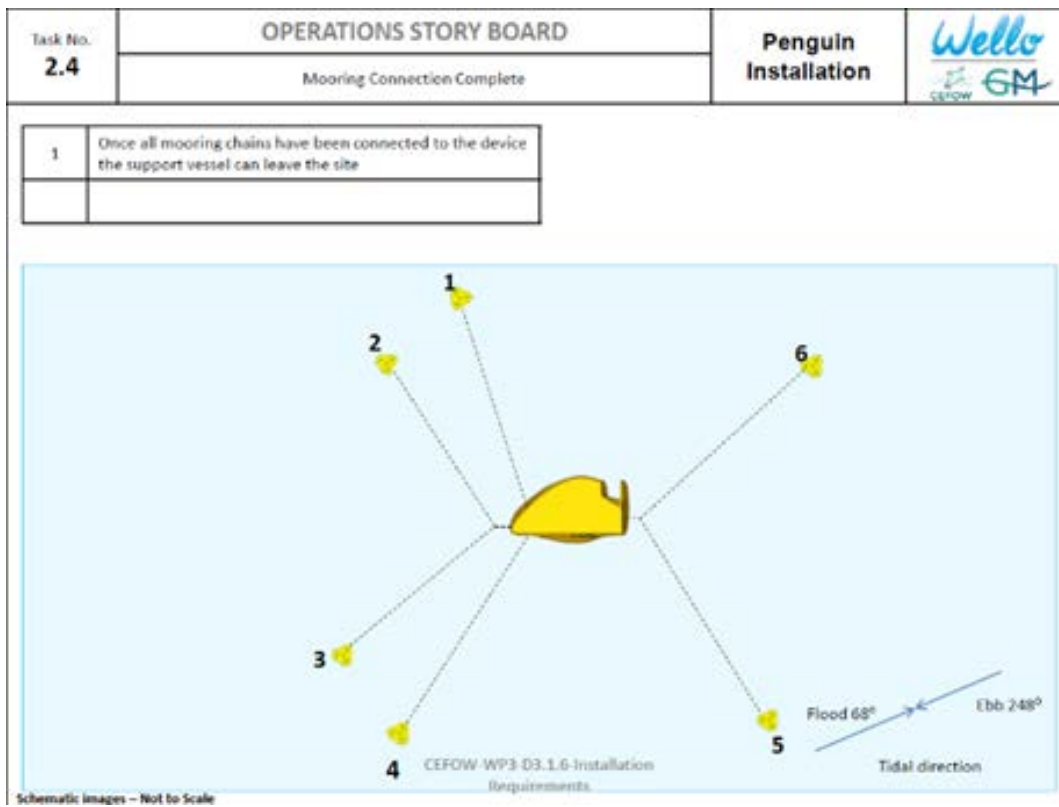 Task No.
2.4
OPERATIONS STORY BOARD
Mooring Connection Complete
Penguin
Installation
Wello
CEFOW GM
1
Once all mooring chains have been connected to the device
the support vessel can leave the site
1
2
6
3
4
5
Flood 68º
Ebb 248º
Tidal direction
CEFOW-WP3-D3.1.6-Installation
Requirements
Schematic images – Not to Scale